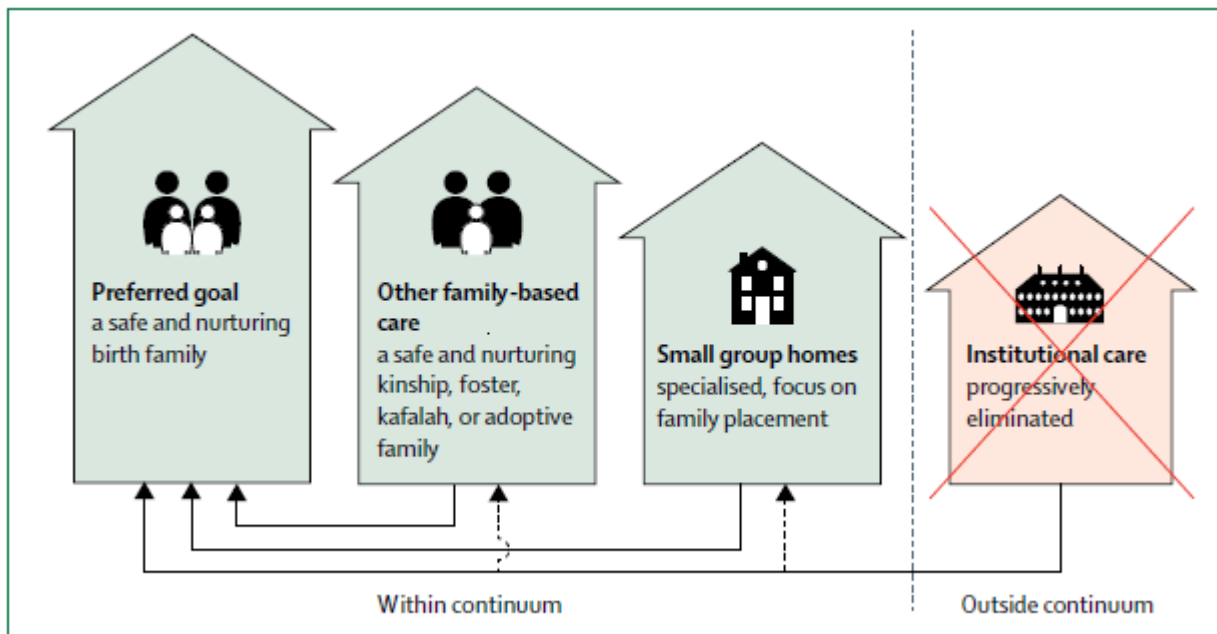 Preferred goal
a safe and nurturing
birth family
Other family-based
care
a safe and nurturing
kinship, foster,
kafalah, or adoptive
family
Small group homes
specialised, focus on
family placement
Institutional care
progressively
eliminated
Within continuum
Outside continuum